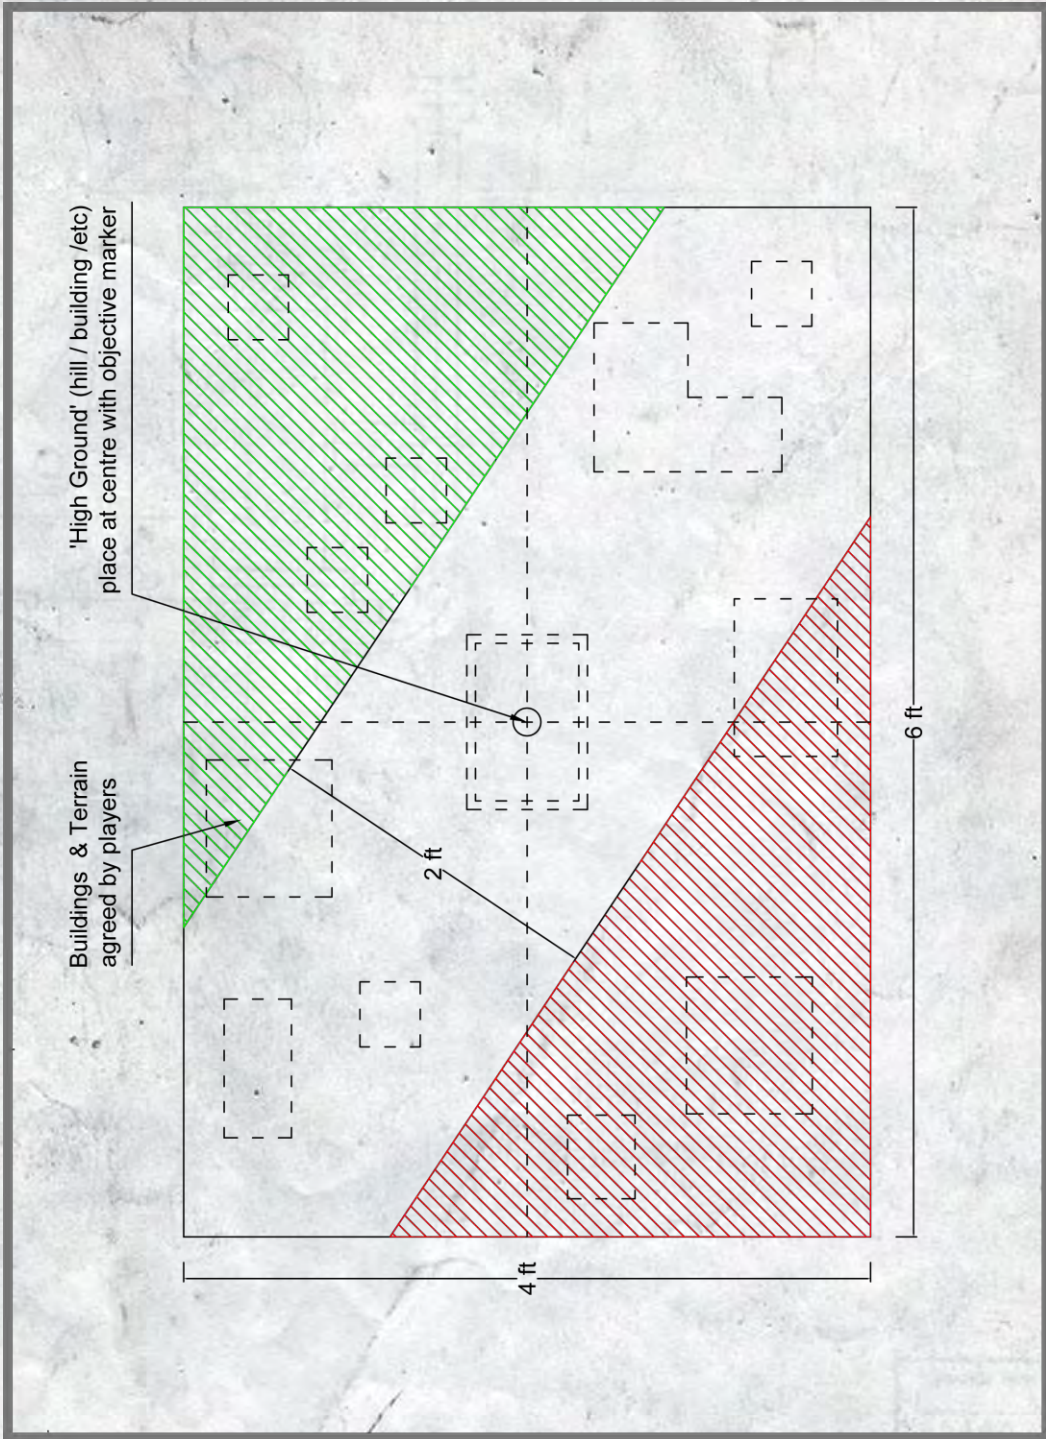 'High Ground' (hill / building /etc)
place at centre with objective marker
Buildings & Terrain
agreed by players
2 ft
6 ft
4 ft